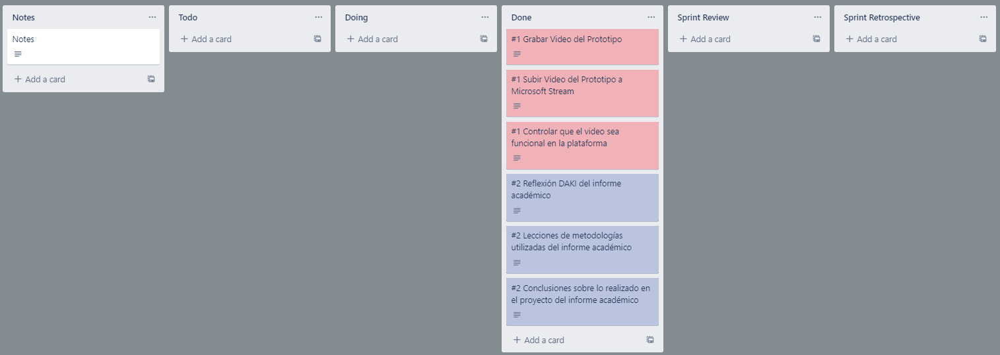 Notes
Notes
Add a card
Todo
Add a card
Doing
Add a card
Done
#1 Grabar Video del Prototipo
#1 Subir Video del Prototipo a
Microsoft Stream
#1 Controlar que el video sea
funcional en la plataforma
#2 Reflexión DAKI del informe
académico
#2 Lecciones de metodologías
utilizadas del informe académico
#2 Conclusiones sobre lo realizado en
el proyecto del informe académico
Add a card
Sprint Review
Add a card
Sprint Retrospective
Add a card